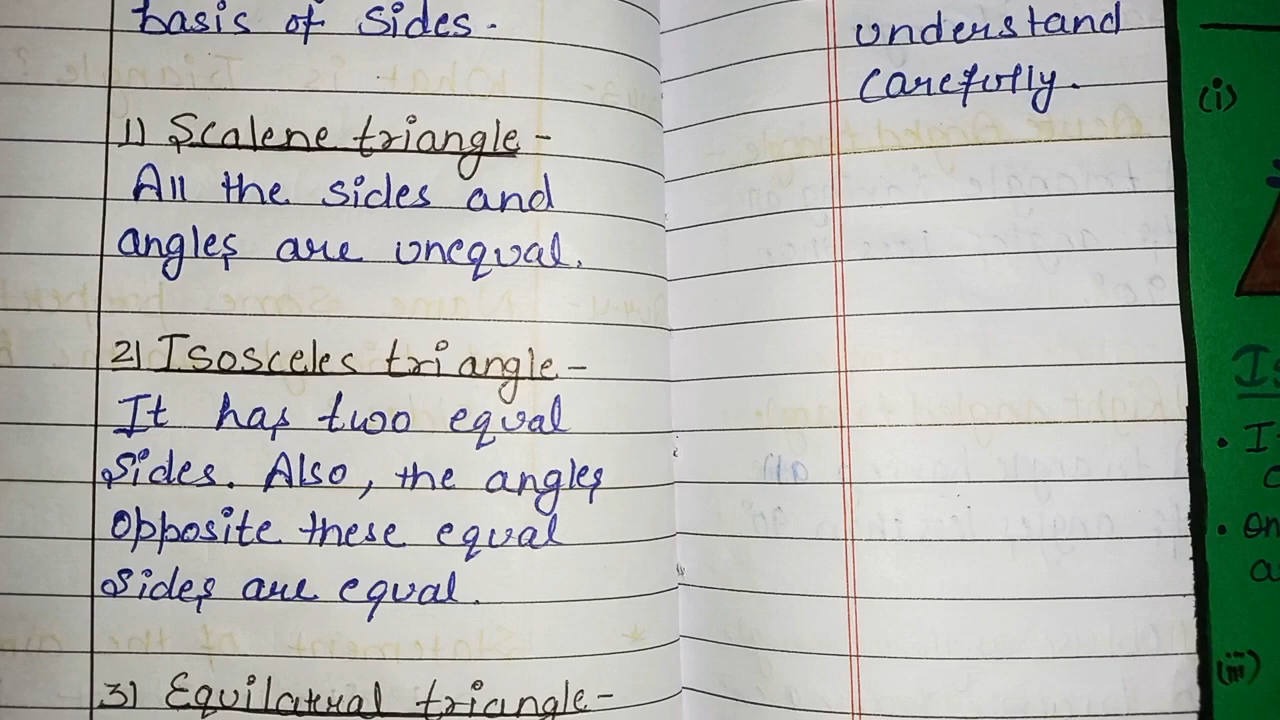 basis of sides.
1) Scalene triangle -
All the sides and
angles are unequal.
2) Isosceles triangle -
It has two equal
sides. Also, the angles
opposite these equal
sides are equal.
3) Equilateral triangle -
understand
carefully.
(i)
(iii)